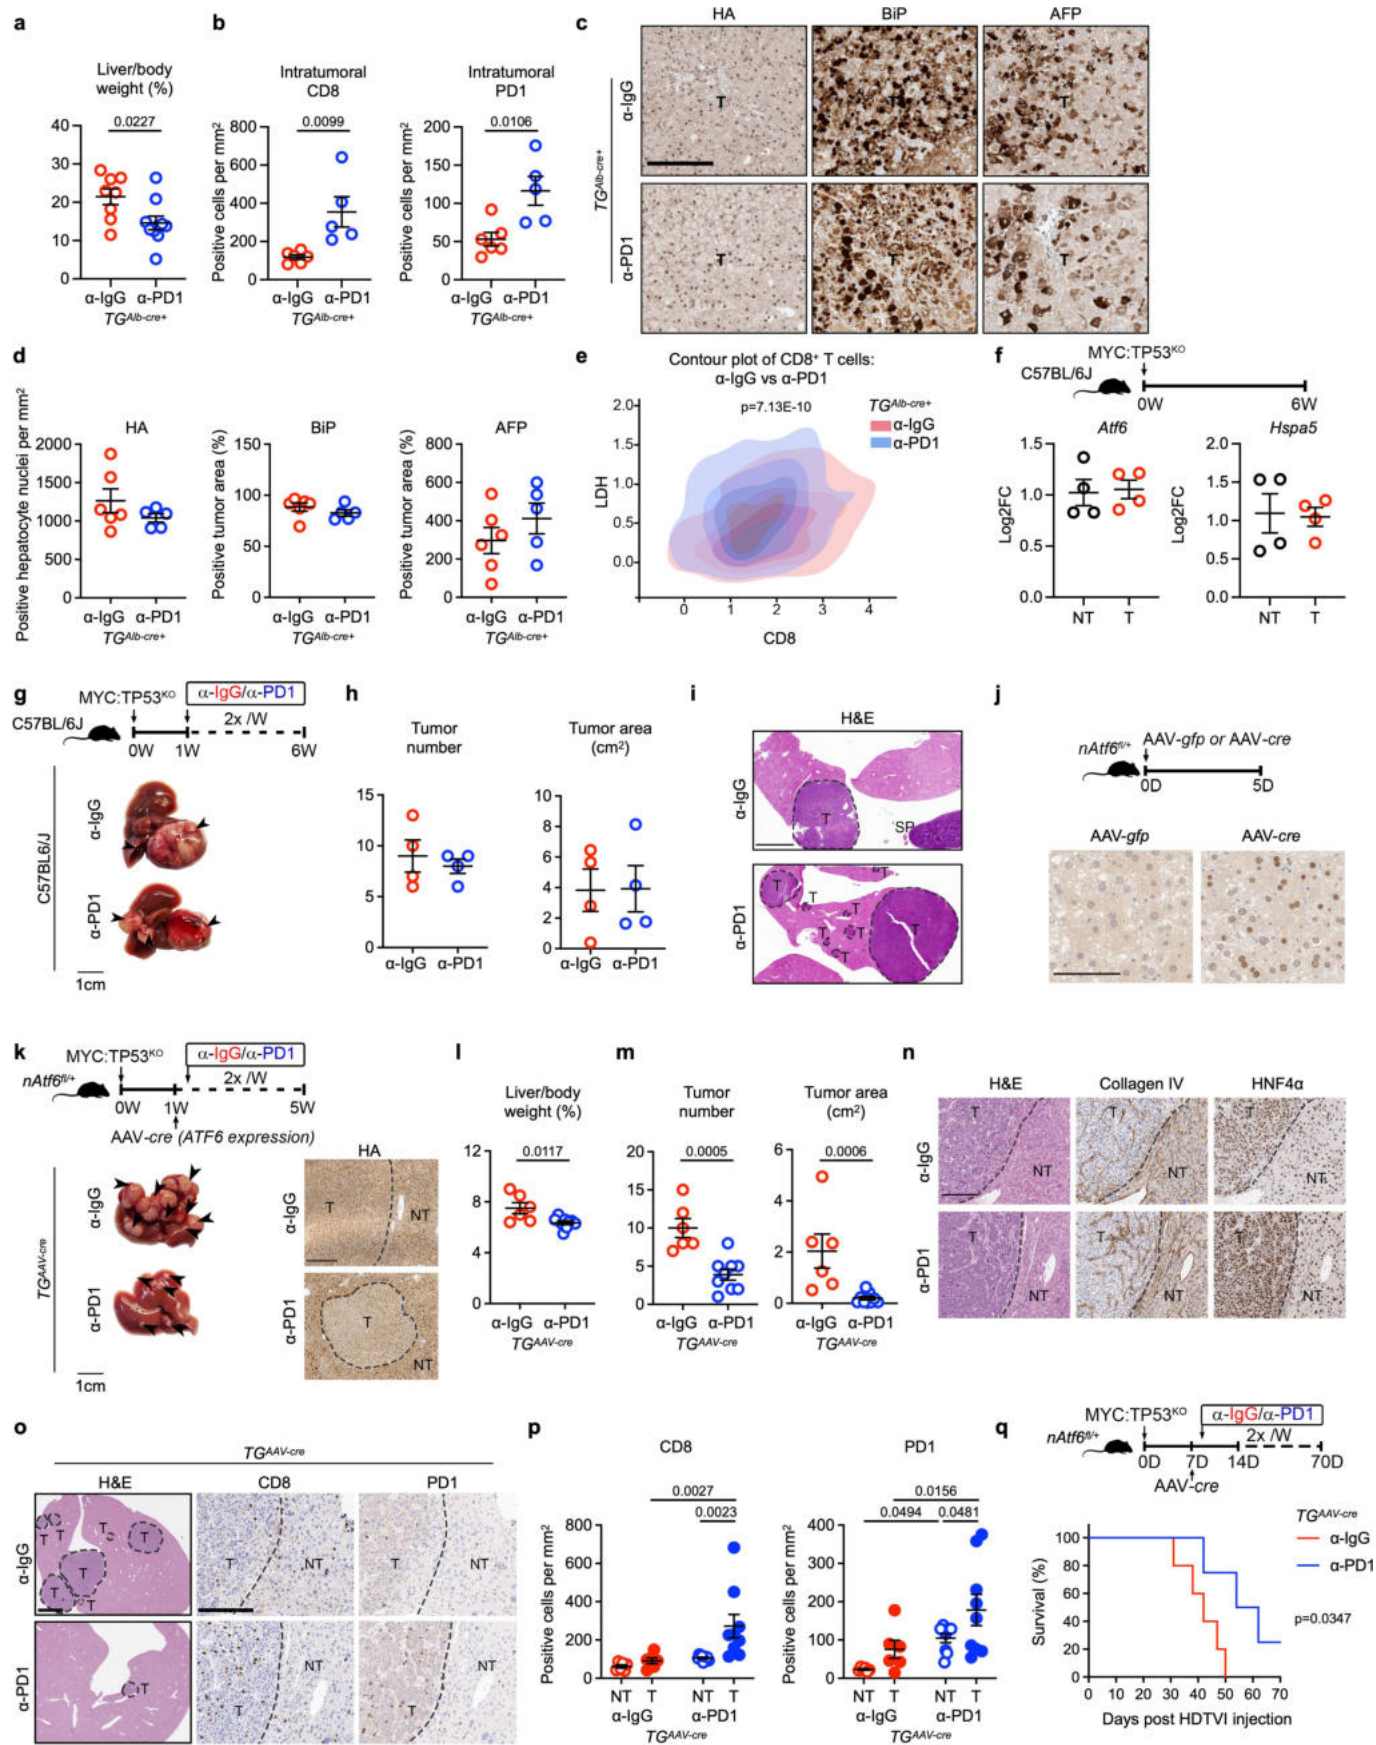 a
Liver/body
weight (%)
0.0227
40
30
20
10
0
α-IgG α-PD1
TGAlb-cre+
b
Intratumoral
CD8
Positive cells per mm2
0.0099
800
600
400
200
0
α-IgG α-PD1
TGAlb-cre+
Intratumoral
PD1
Positive cells per mm2
0.0106
200
150
100
50
0
α-IgG α-PD1
TGAlb-cre+
c
HA BiP AFP
TGAlb-cre+
α-IgG
T T T
α-PD1
T T T
d
Positive hepatocyte nuclei per mm2
HA
2000
1500
1000
500
0
α-IgG α-PD1
TGAlb-cre+
Positive tumor area (%)
BiP
150
100
50
0
α-IgG α-PD1
TGAlb-cre+
Positive tumor area (%)
AFP
800
600
400
200
0
α-IgG α-PD1
TGAlb-cre+
e
Contour plot of CD8+ T cells:
α-IgG vs α-PD1
p=7.13E-10
TGAlb-cre+
α-IgG
α-PD1
LDH
2.0
1.5
1.0
0.5
0.0
0 1 2 3 4
CD8
f
MYC:TP53KO
C57BL/6J
0W 6W
Atf6
Log2FC
1.5
1.0
0.5
0.0
NT T
Hspa5
Log2FC
2.0
1.5
1.0
0.5
0.0
NT T
g
MYC:TP53KO
α-IgG/α-PD1
C57BL/6J
2x /W
0W 1W 6W
C57BL6/J
α-IgG
α-PD1
1cm
h
Tumor
number
15
10
5
0
α-IgG α-PD1
Tumor area
(cm2)
10
8
6
4
2
0
α-IgG α-PD1
i
H&E
α-IgG
T
SP
α-PD1
T T T T T T T T
j
nAtf6fl/+
AAV-gfp or AAV-cre
0D 5D
AAV-gfp AAV-cre
k
MYC:TP53KO
α-IgG/α-PD1
nAtf6fl/+
2x /W
0W 1W 5W
AAV-cre (ATF6 expression)
TGAAV-cre
α-IgG
α-PD1
1cm
HA
α-IgG
T NT
α-PD1
T NT
l
Liver/body
weight (%)
0.0117
12
9
6
3
0
α-IgG α-PD1
TGAAV-cre
m
Tumor
number
0.0005
20
15
10
5
0
α-IgG α-PD1
TGAAV-cre
Tumor area
(cm2)
0.0006
6
4
2
0
α-IgG α-PD1
TGAAV-cre
n
H&E Collagen IV HNF4α
α-IgG
T NT T NT T NT
α-PD1
T NT T NT T NT
o
TGAAV-cre
H&E CD8 PD1
α-IgG
T T T T T T
T NT T NT
α-PD1
T
T NT T NT
p
CD8
Positive cells per mm2
0.0027
0.0023
800
600
400
200
0
NT T NT T
α-IgG α-PD1
TGAAV-cre
PD1
Positive cells per mm2
0.0156
0.0494 0.0481
400
300
200
100
0
NT T NT T
α-IgG α-PD1
TGAAV-cre
q
MYC:TP53KO
α-IgG/α-PD1
nAtf6fl/+
2x /W
0D 7D 14D 70D
AAV-cre
TGAAV-cre
α-IgG
α-PD1
p=0.0347
Survival (%)
100
80
60
40
20
0 10 20 30 40 50 60 70
Days post HDTVI injection